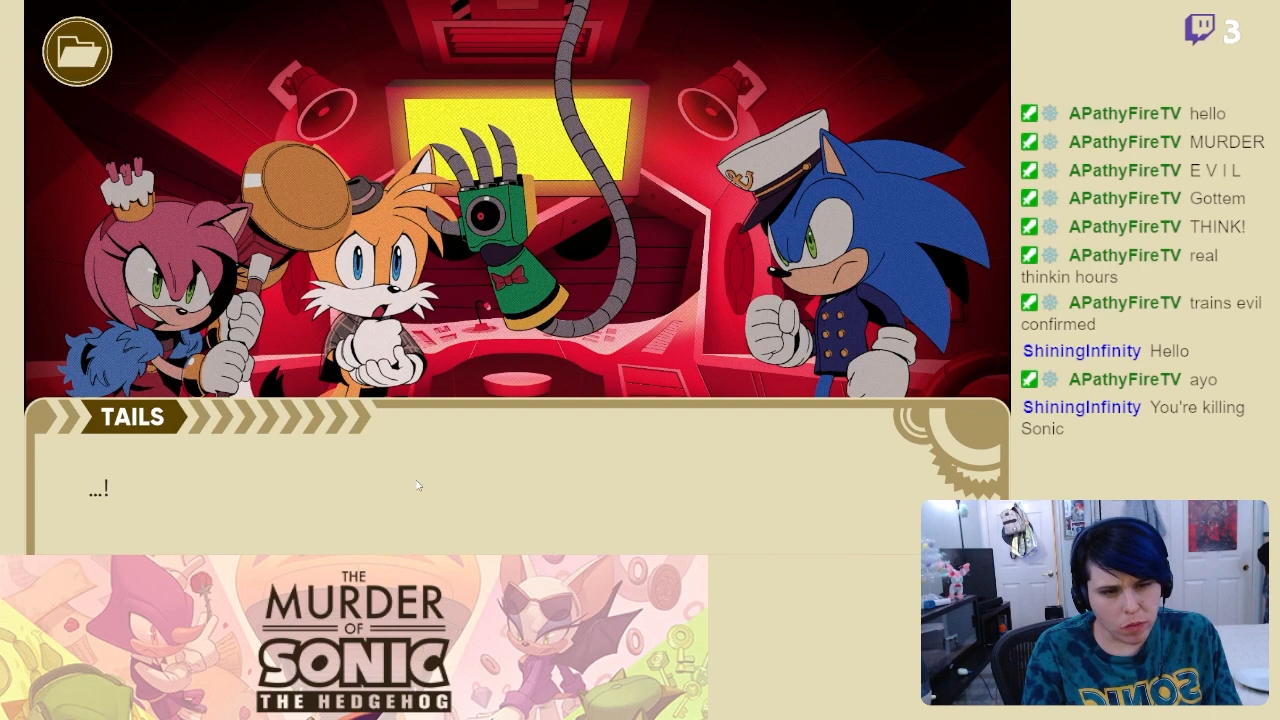 3
APathyFireTV hello
APathyFireTV MURDER
APathyFireTV E V I L
APathyFireTV Gottem
APathyFireTV THINK!
APathyFireTV real
thinkin hours
APathyFireTV trains evil
confirmed
ShiningInfinity Hello
APathyFireTV ayo
ShiningInfinity You're killing
Sonic
TAILS
...!
THE
MURDER
OF
SONIC
THE HEDGEHOG
SONIC